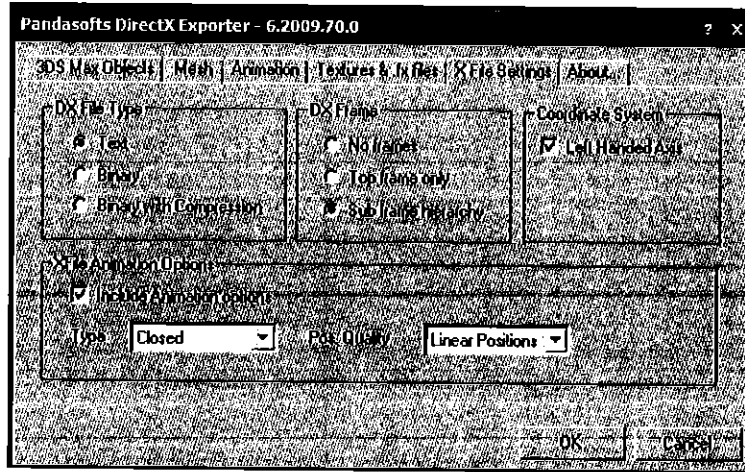 Pandasofts DirectX Exporter - 6.2009.70.0 ? X
3DS Max Objects Mesh Animation Textures & .fx files X File Settings About...
DX File Type
Text
Binary
Binary with Compression
DX Frame
No frames
Top frame only
Sub frame hierarchy
Coordinate System
Left Handed Axis
XFile Animation Options
Include Animation options
Type Closed Pos. Quality Linear Positions
OK Cancel